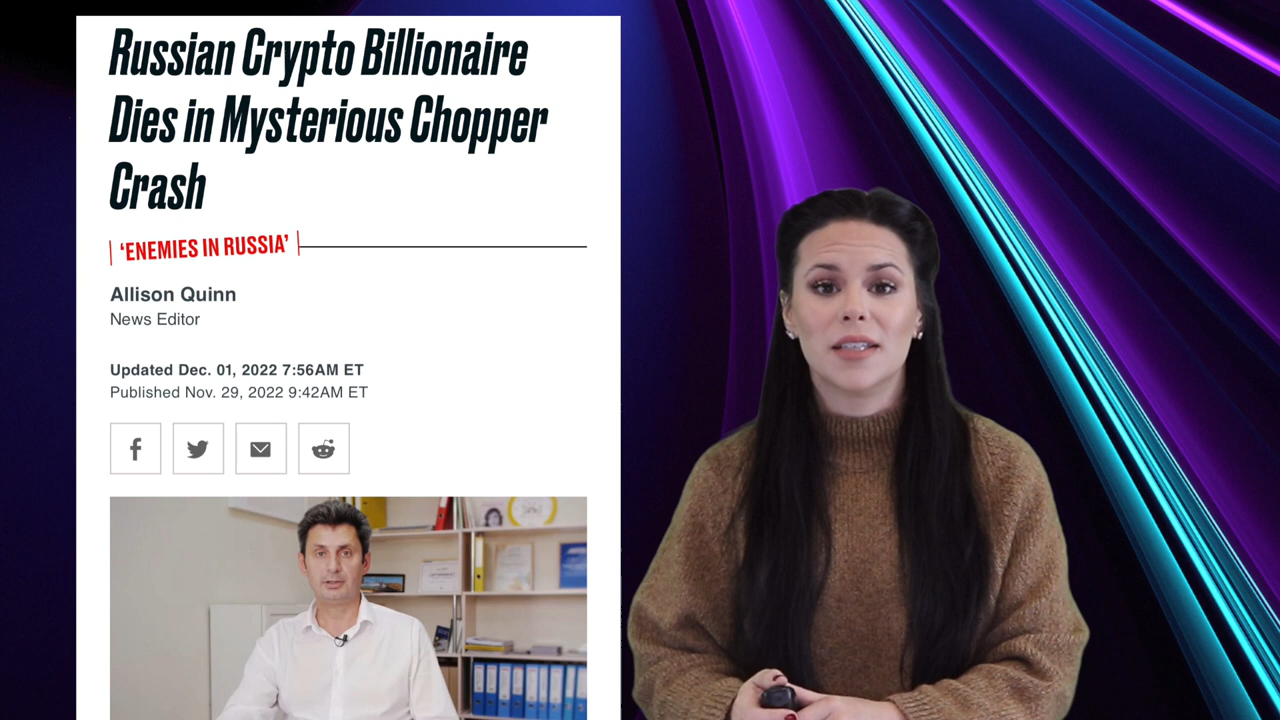 Russian Crypto Billionaire
Dies in Mysterious Chopper
Crash
'ENEMIES IN RUSSIA'
Allison Quinn
News Editor
Updated Dec. 01, 2022 7:56AM ET
Published Nov. 29, 2022 9:42AM ET